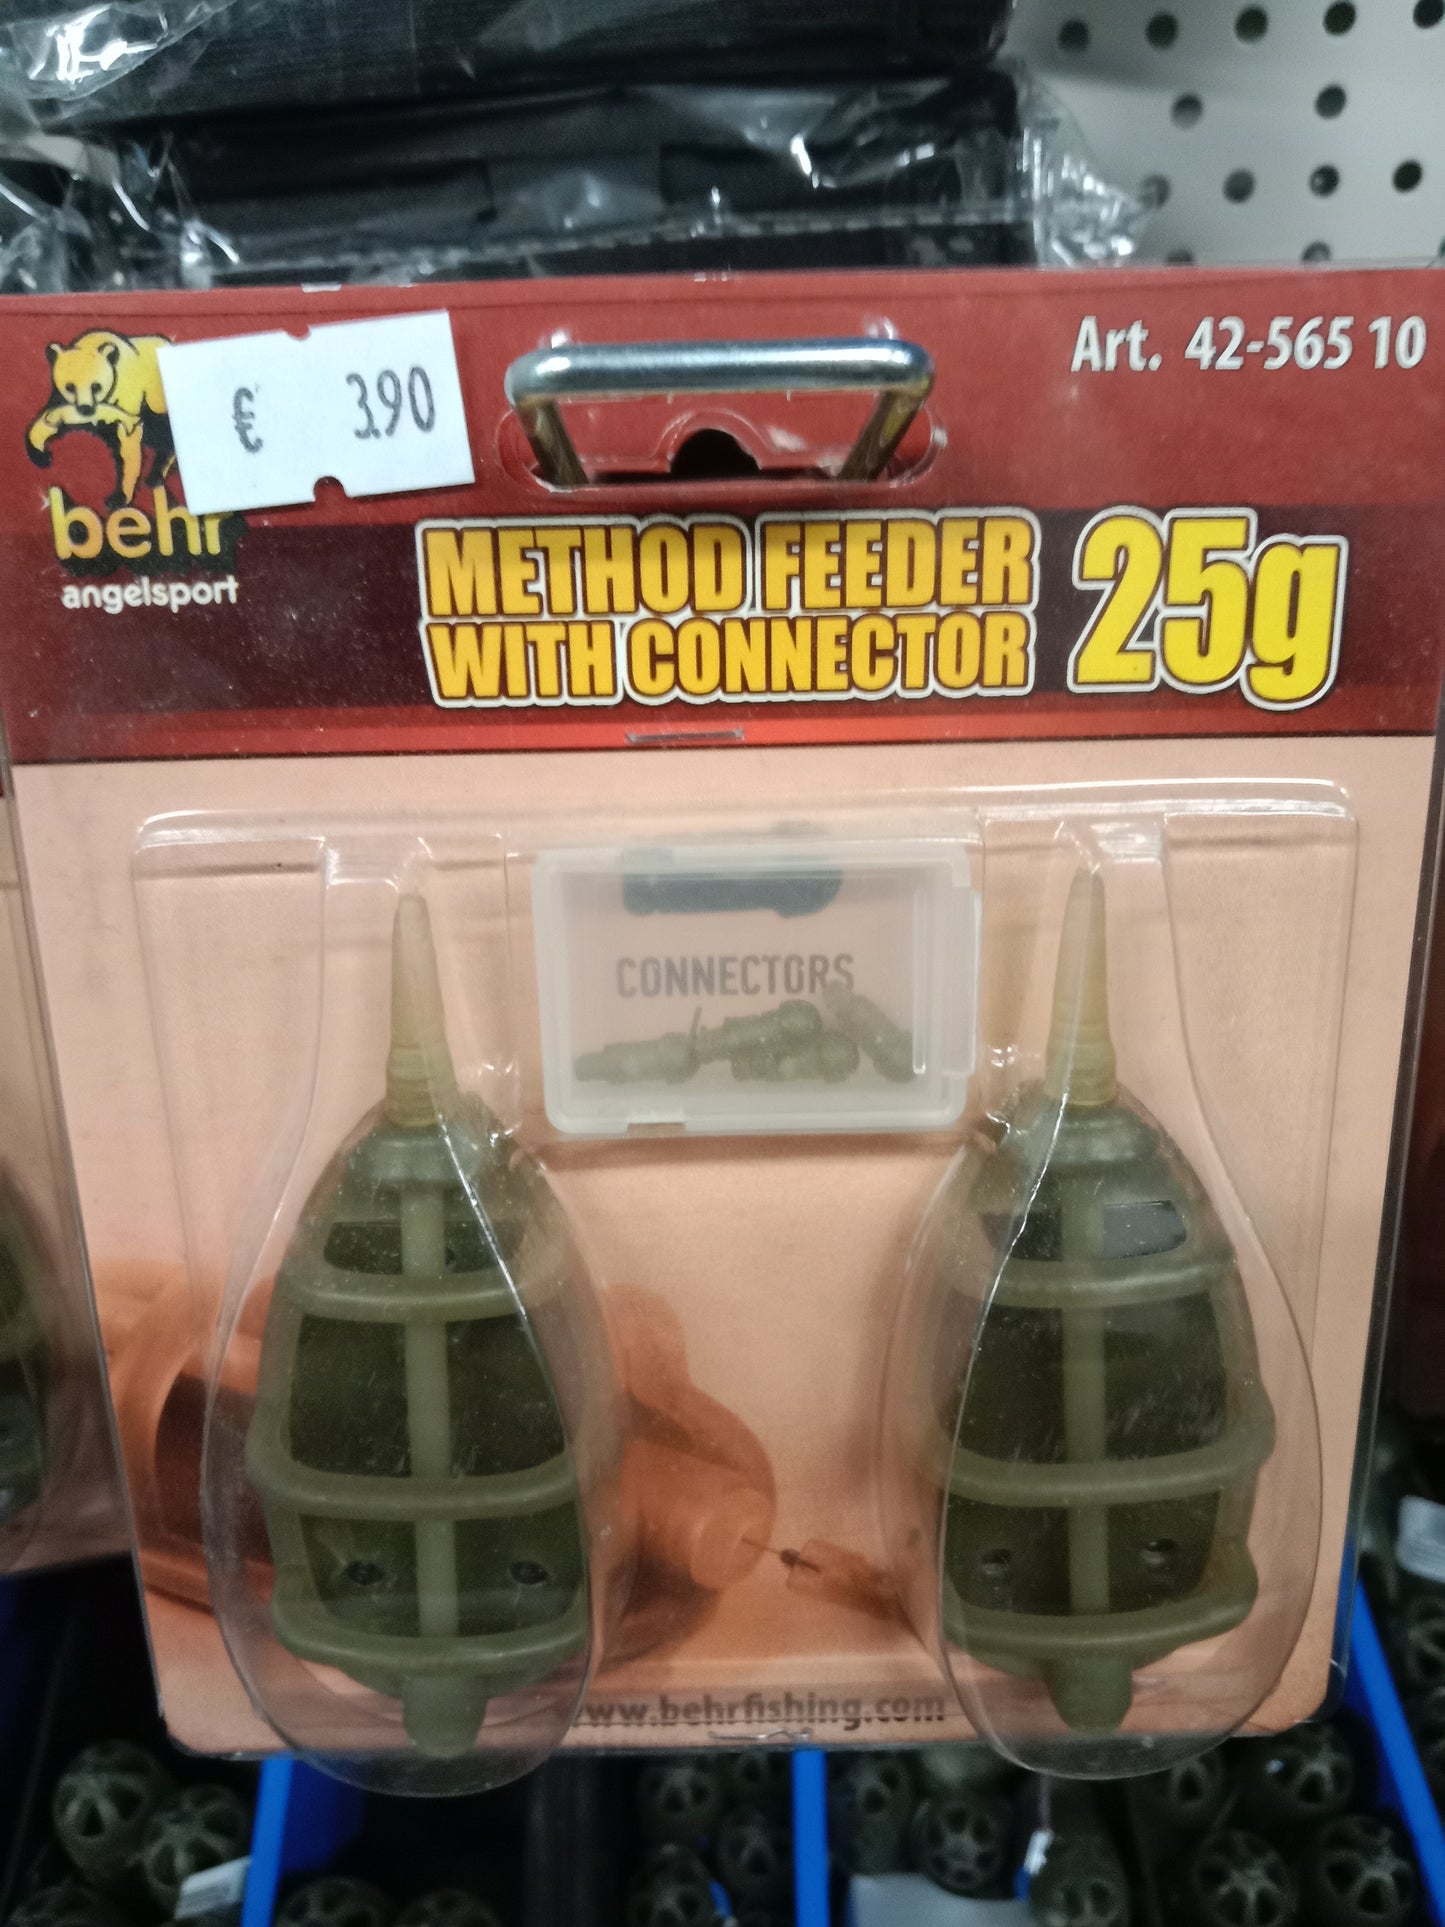 € 3.90
Art. 42-565 10
behr
angelsport
METHOD FEEDER
WITH CONNECTOR
25g
CONNECTORS
www.behrfishing.com